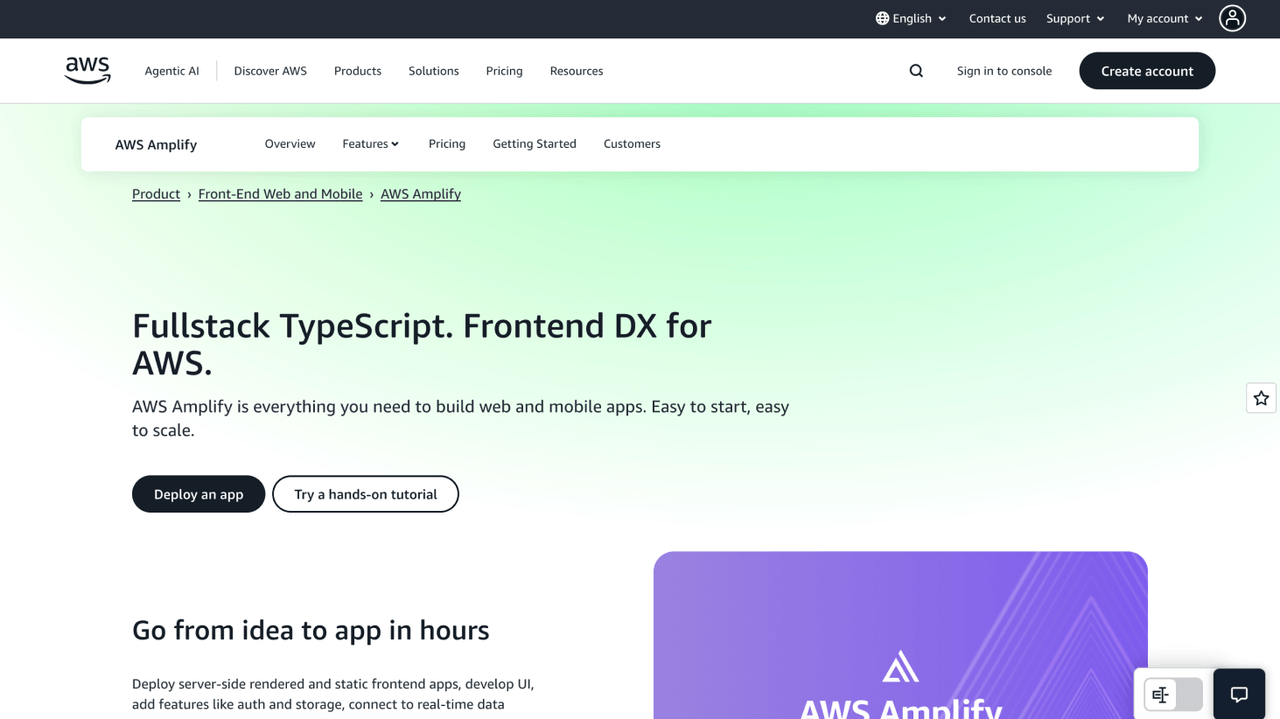 English
Contact us
Support
My account
aws
Agentic AI
Discover AWS
Products
Solutions
Pricing
Resources
Sign in to console
Create account
AWS Amplify
Overview
Features
Pricing
Getting Started
Customers
Product › Front-End Web and Mobile › AWS Amplify
Fullstack TypeScript. Frontend DX for
AWS.
AWS Amplify is everything you need to build web and mobile apps. Easy to start, easy
to scale.
Deploy an app
Try a hands-on tutorial
Go from idea to app in hours
Deploy server-side rendered and static frontend apps, develop UI,
add features like auth and storage, connect to real-time data
AWS Amplify